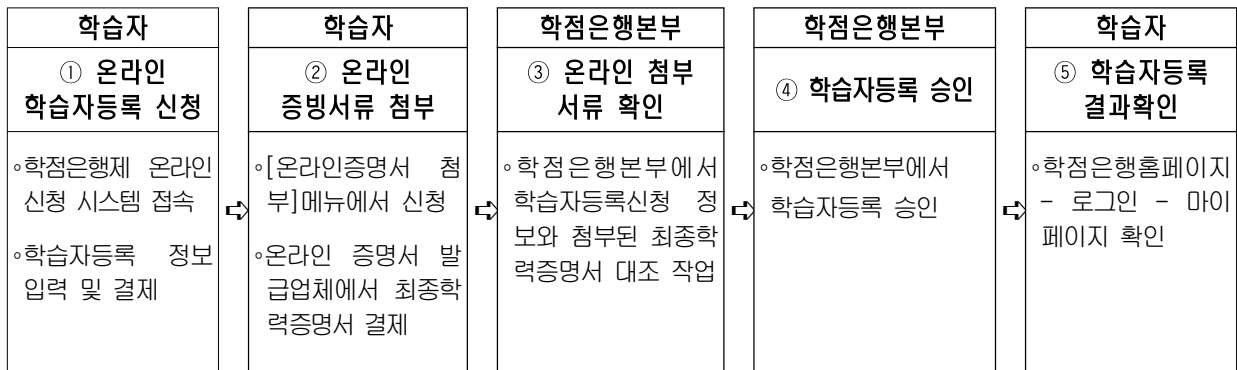 학습자
① 온라인
학습자등록 신청
◦학점은행제 온라인
신청 시스템 접속
◦학습자등록 정보
입력 및 결제
학습자
② 온라인
증빙서류 첨부
◦[온라인증명서 첨
부]메뉴에서 신청
◦온라인 증명서 발
급업체에서 최종학
력증명서 결제
학점은행본부
③ 온라인 첨부
서류 확인
◦학점은행본부에서
학습자등록신청 정
보와 첨부된 최종학
력증명서 대조 작업
학점은행본부
④ 학습자등록 승인
◦학점은행본부에서
학습자등록 승인
학습자
⑤ 학습자등록
결과확인
◦학점은행홈페이지
- 로그인 - 마이
페이지 확인